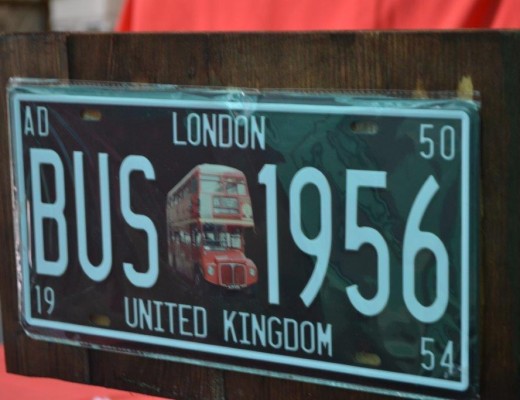 AD LONDON 50
BUS 1956
19 UNITED KINGDOM 54